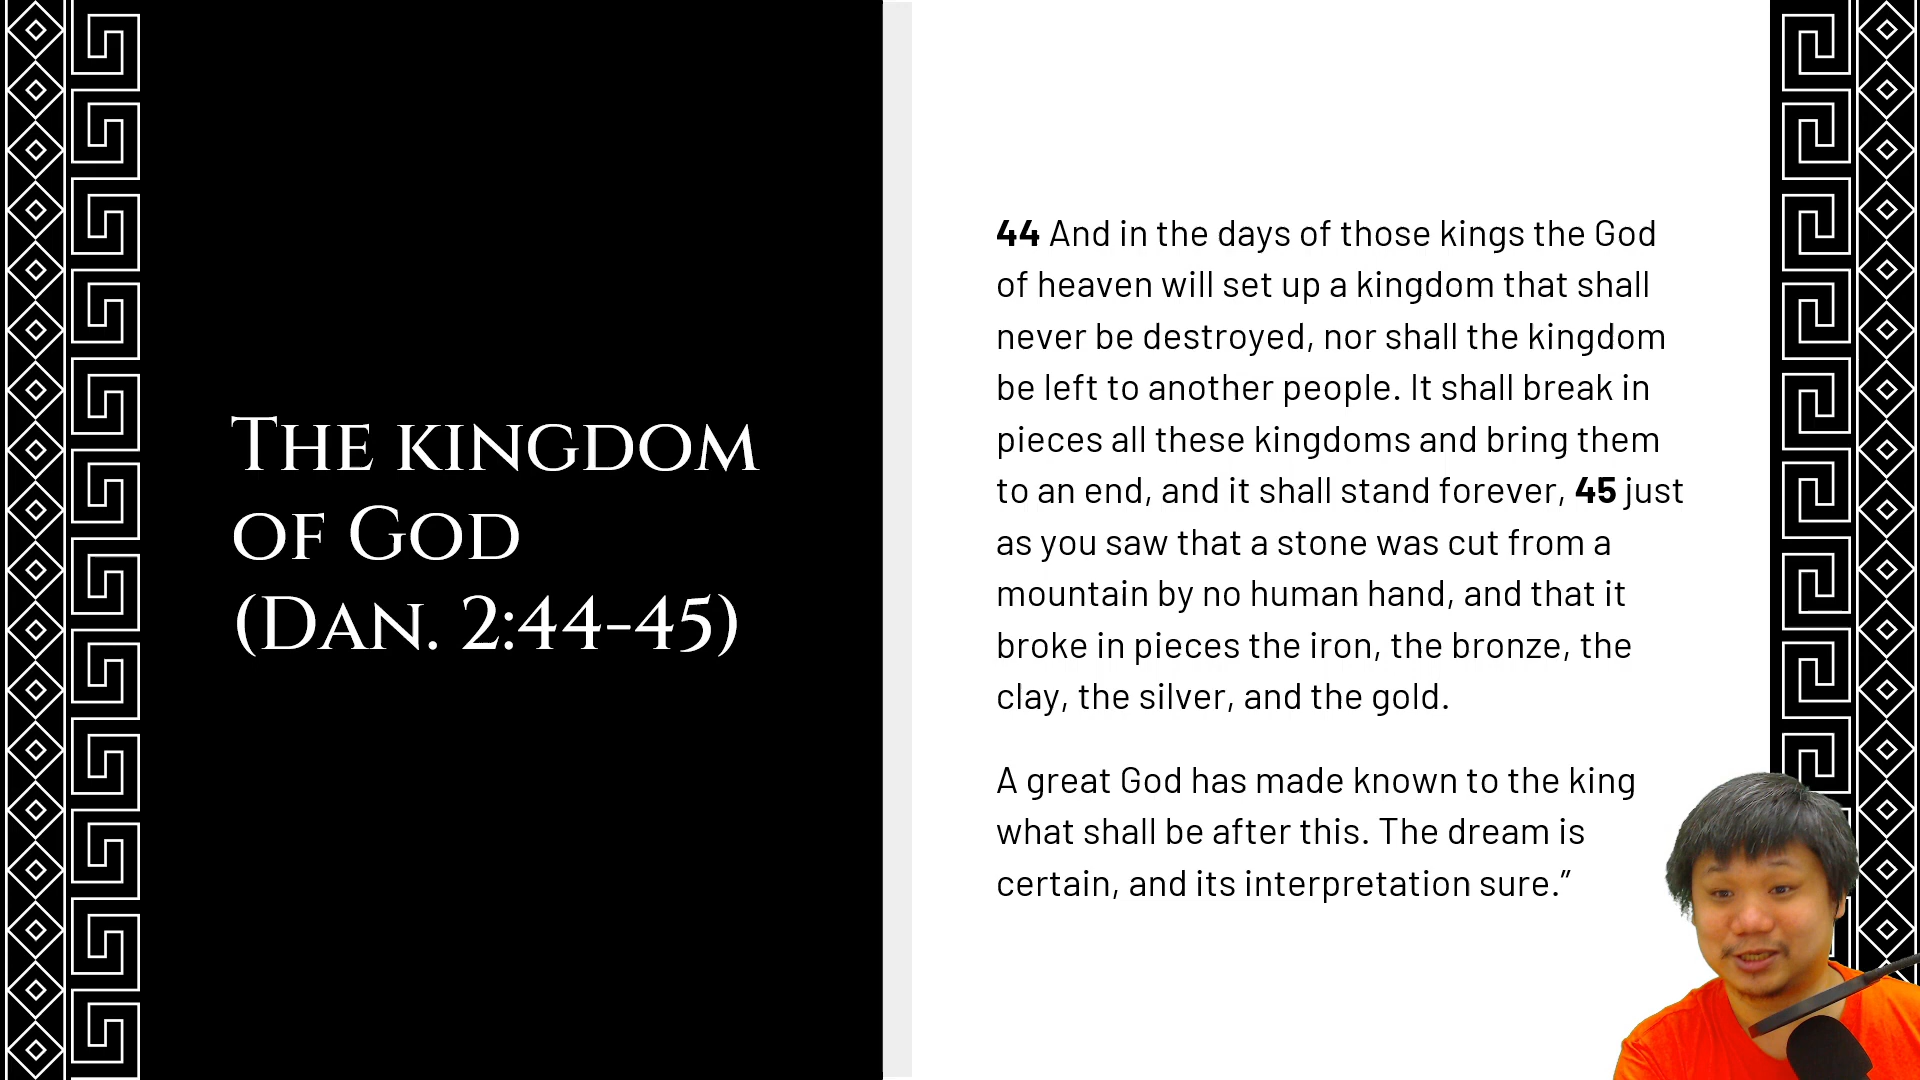 The kingdom
of God
(Dan. 2:44-45)
44 And in the days of those kings the God
of heaven will set up a kingdom that shall
never be destroyed, nor shall the kingdom
be left to another people. It shall break in
pieces all these kingdoms and bring them
to an end, and it shall stand forever, 45 just
as you saw that a stone was cut from a
mountain by no human hand, and that it
broke in pieces the iron, the bronze, the
clay, the silver, and the gold.
A great God has made known to the king
what shall be after this. The dream is
certain, and its interpretation sure.”